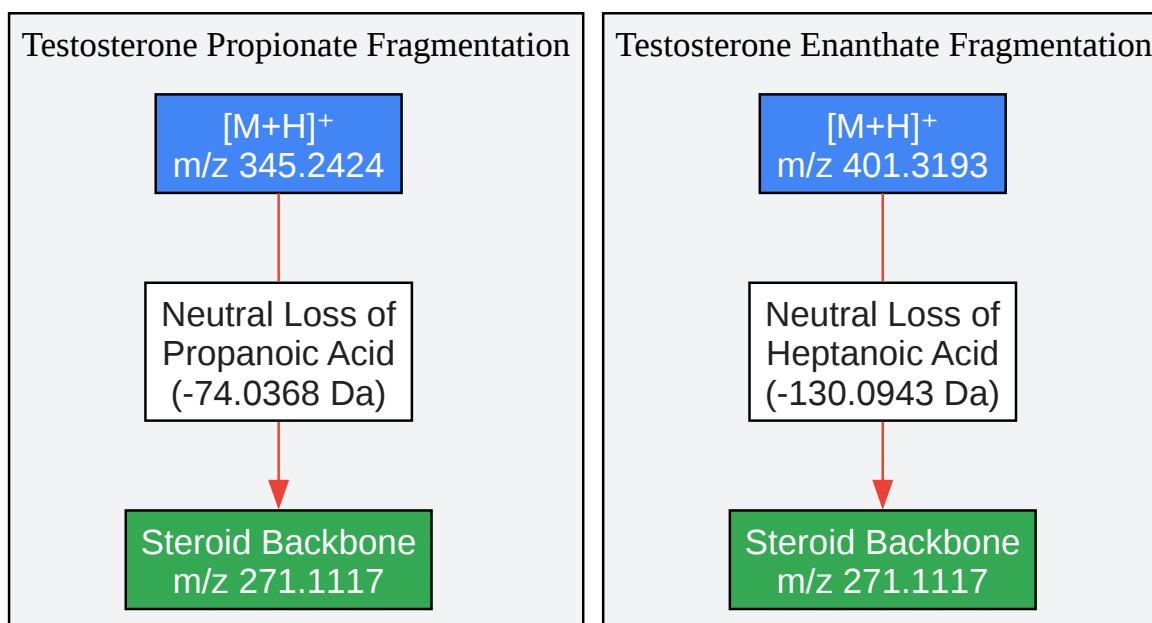 Testosterone Propionate Fragmentation
[M+H]⁺
m/z 345.2424
Neutral Loss of
Propanoic Acid
(-74.0368 Da)
Steroid Backbone
m/z 271.1117
Testosterone Enanthate Fragmentation
[M+H]⁺
m/z 401.3193
Neutral Loss of
Heptanoic Acid
(-130.0943 Da)
Steroid Backbone
m/z 271.1117